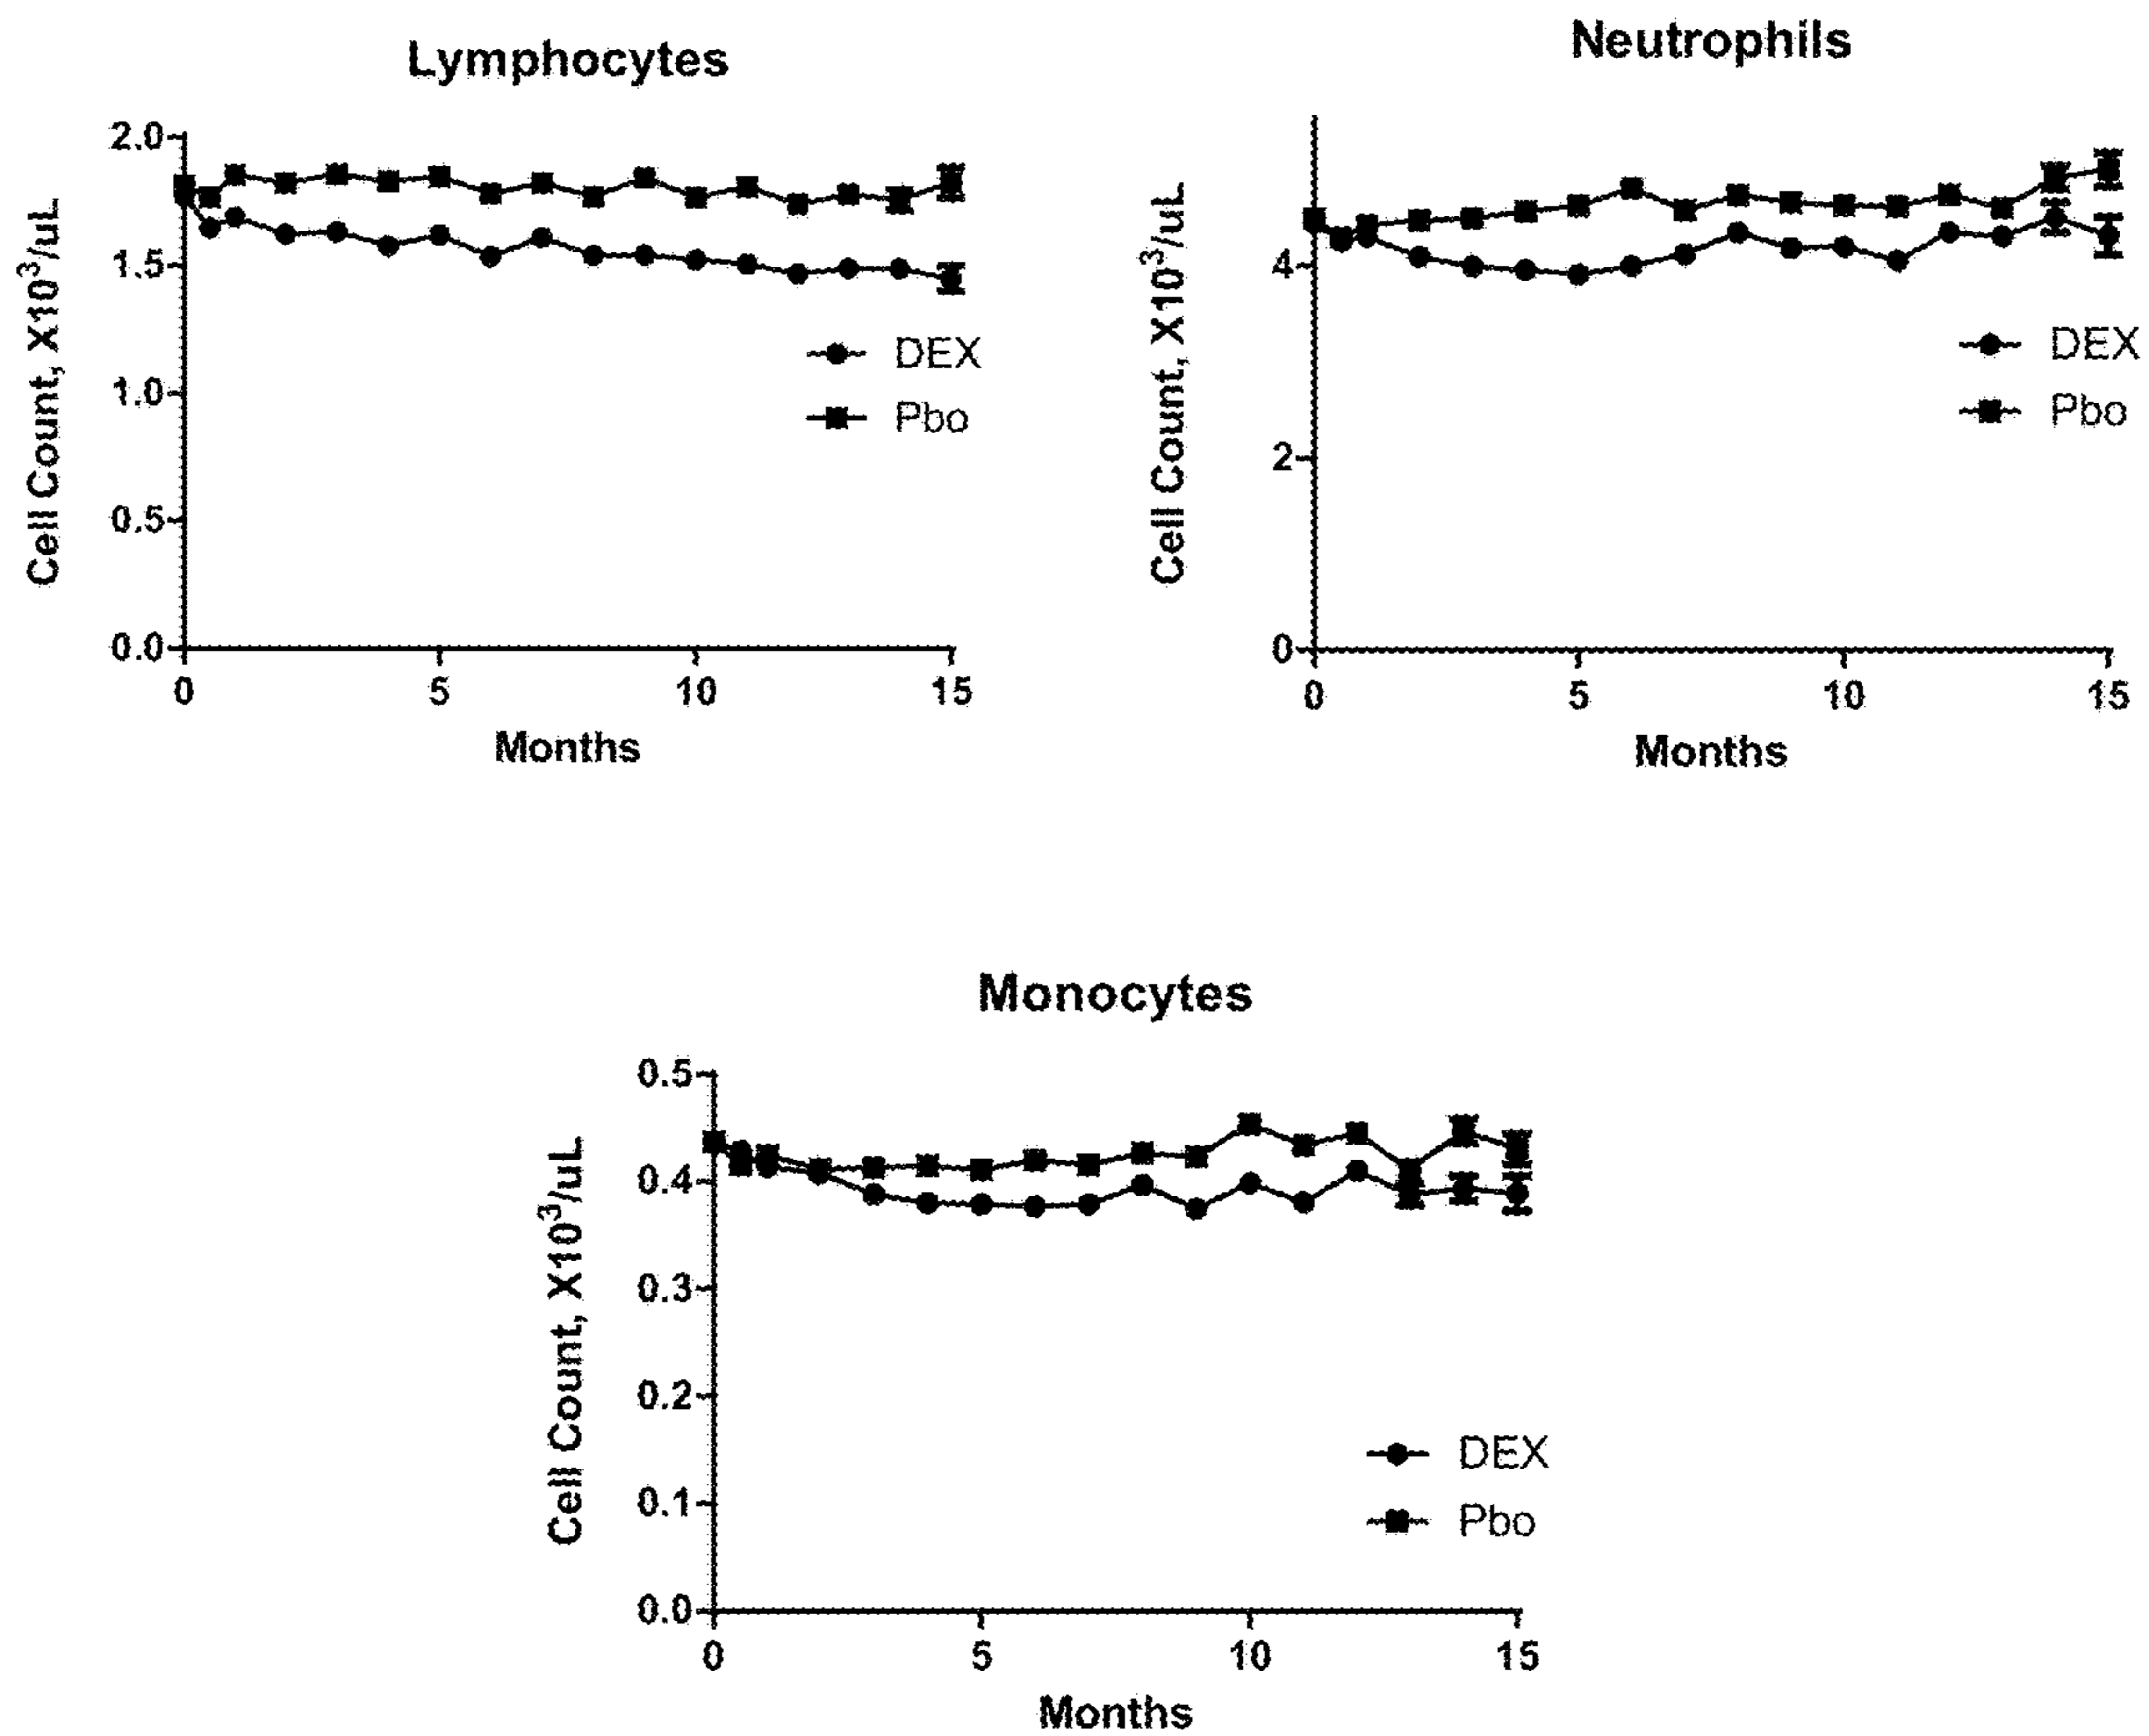 Lymphocytes
Cell Count, X10³/uL
2.0
1.5
1.0
0.5
0.0
0 5 10 15
Months
DEX
Pbo
Neutrophils
Cell Count, X10³/uL
4
2
0
0 5 10 15
Months
DEX
Pbo
Monocytes
Cell Count, X10³/uL
0.5
0.4
0.3
0.2
0.1
0.0
0 5 10 15
Months
DEX
Pbo